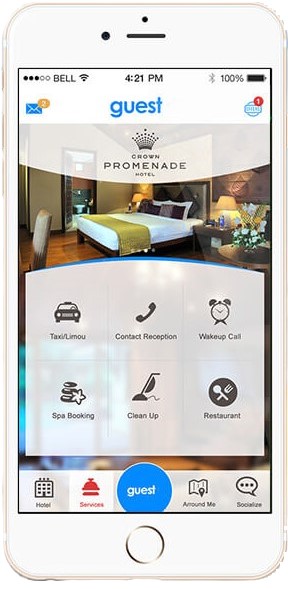 BELL 4:21 PM 100%
2 guest 1
CROWN
PROMENADE
HOTEL
Taxi/Limou Contact Reception Wakeup Call
Spa Booking Clean Up Restaurant
Hotel Services guest Arround Me Socialize